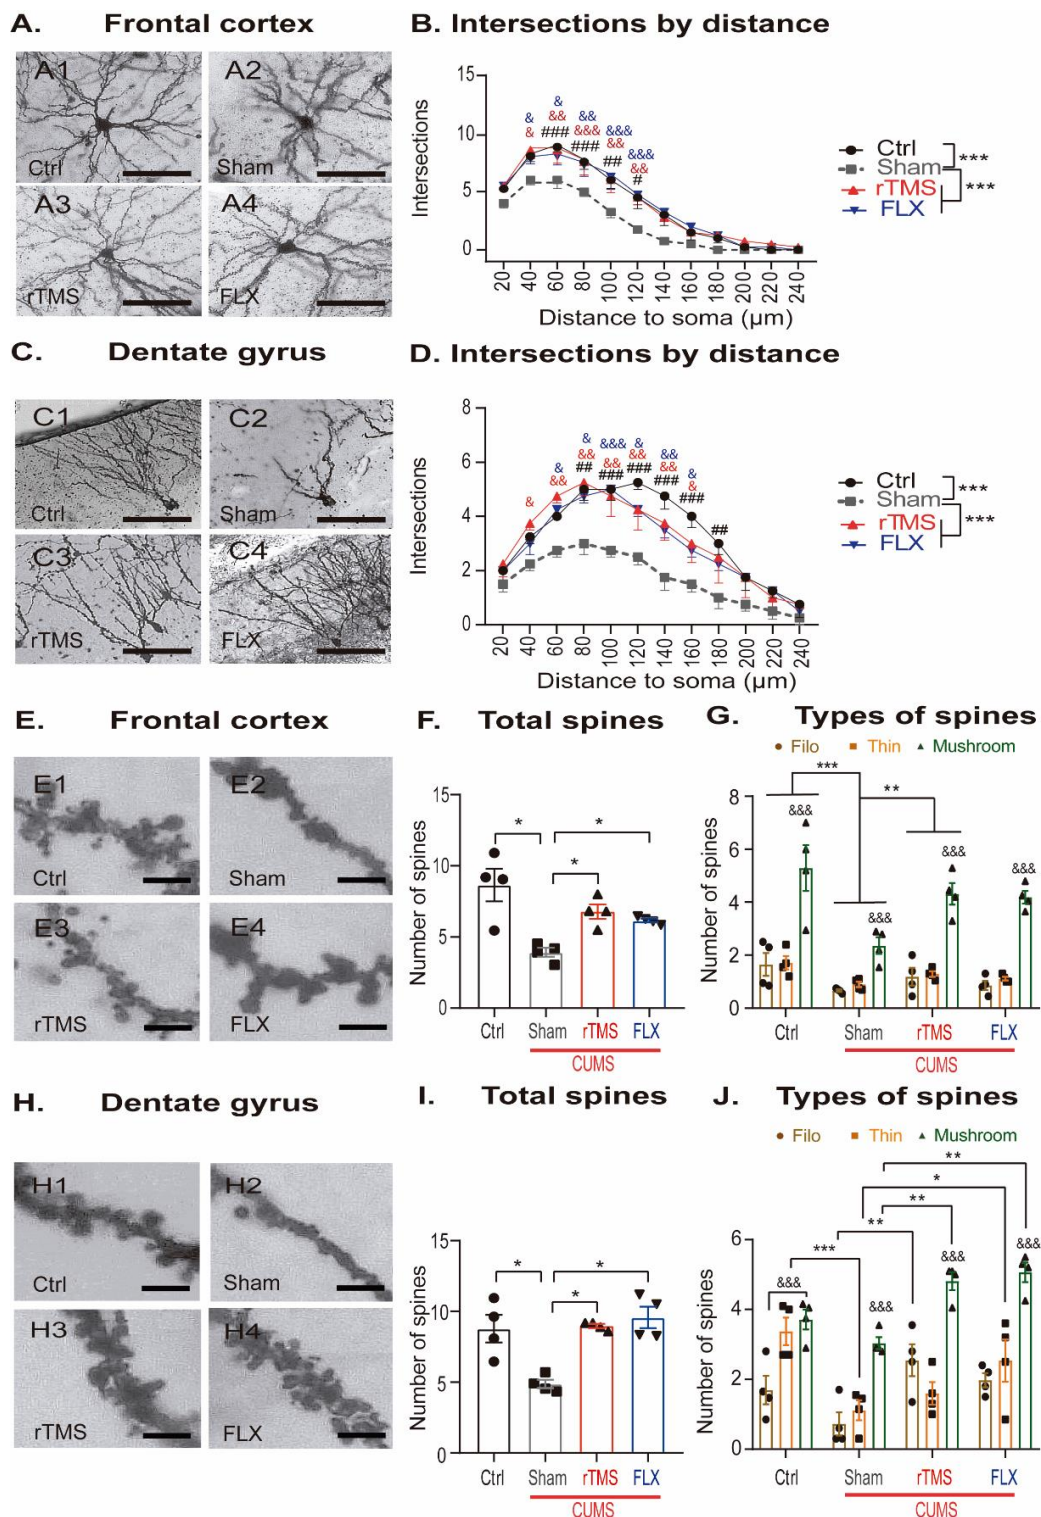 A. Frontal cortex
A1
Ctrl
A2
Sham
A3
rTMS
A4
FLX
B. Intersections by distance
Intersections
15
10
5
0
& & && && &&& &&&
& && &&& && &&
### ### ## #
20 40 60 80 100 120 140 160 180 200 220 240
Distance to soma (µm)
Ctrl
Sham
rTMS
FLX
***
***
C. Dentate gyrus
C1
Ctrl
C2
Sham
C3
rTMS
C4
FLX
D. Intersections by distance
Intersections
8
6
4
2
0
& & &&& & && &
& && && && && && &
## ### ### ### ### ##
20 40 60 80 100 120 140 160 180 200 220 240
Distance to soma (µm)
Ctrl
Sham
rTMS
FLX
***
***
E. Frontal cortex
E1
Ctrl
E2
Sham
E3
rTMS
E4
FLX
F. Total spines
Number of spines
15
10
5
0
*
*
*
Ctrl Sham rTMS FLX
CUMS
G. Types of spines
Filo Thin Mushroom
Number of spines
8
6
4
2
0
***
**
&&&
&&&
&&&
&&&
Ctrl Sham rTMS FLX
CUMS
H. Dentate gyrus
H1
Ctrl
H2
Sham
H3
rTMS
H4
FLX
I. Total spines
Number of spines
15
10
5
0
*
*
*
Ctrl Sham rTMS FLX
CUMS
J. Types of spines
Filo Thin Mushroom
Number of spines
6
4
2
0
**
*
**
**
***
&&&
&&&
&&&
&&&
Ctrl Sham rTMS FLX
CUMS